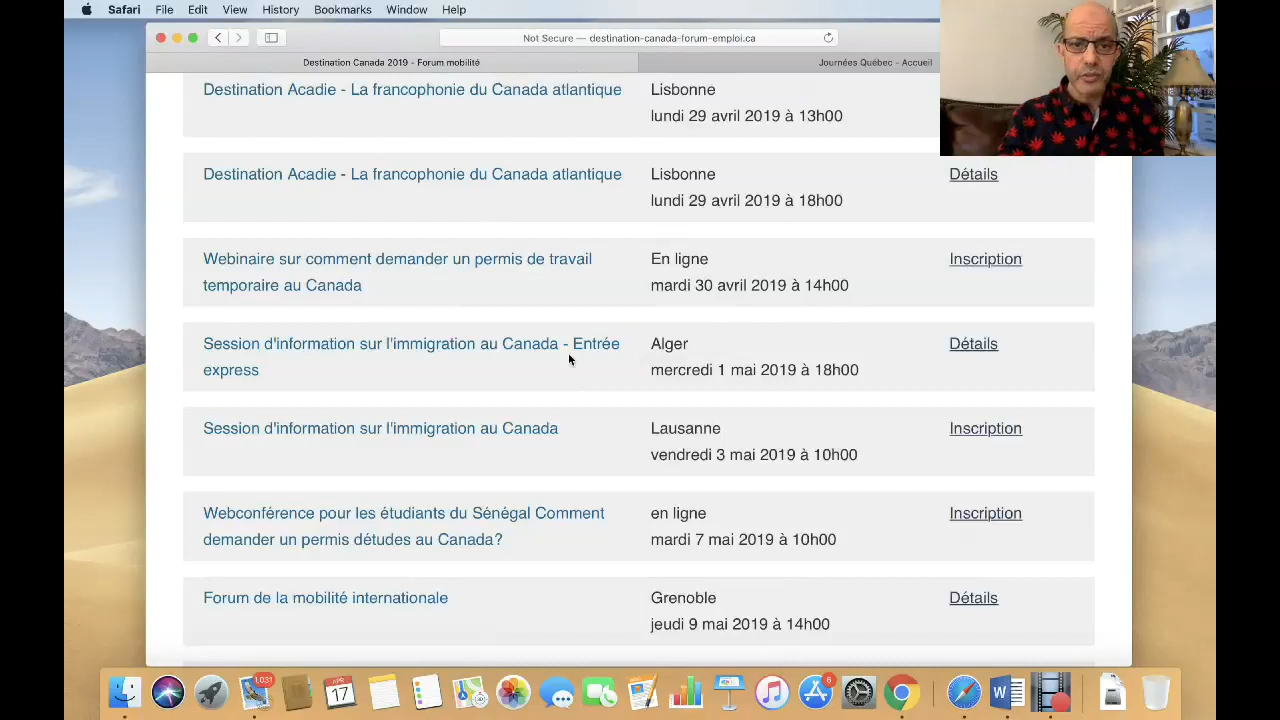 Safari File Edit View History Bookmarks Window Help
Not Secure — destination-canada-forum-emploi.ca
Destination Canada 2019 - Forum mobilité
Journées Québec - Accueil
Destination Acadie - La francophonie du Canada atlantique
Lisbonne
lundi 29 avril 2019 à 13h00
Destination Acadie - La francophonie du Canada atlantique
Lisbonne
lundi 29 avril 2019 à 18h00
Détails
Webinaire sur comment demander un permis de travail
temporaire au Canada
En ligne
mardi 30 avril 2019 à 14h00
Inscription
Session d'information sur l'immigration au Canada - Entrée
express
Alger
mercredi 1 mai 2019 à 18h00
Détails
Session d'information sur l'immigration au Canada
Lausanne
vendredi 3 mai 2019 à 10h00
Inscription
Webconférence pour les étudiants du Sénégal Comment
demander un permis détudes au Canada?
en ligne
mardi 7 mai 2019 à 10h00
Inscription
Forum de la mobilité internationale
Grenoble
jeudi 9 mai 2019 à 14h00
Détails
1,031
APR
17
6